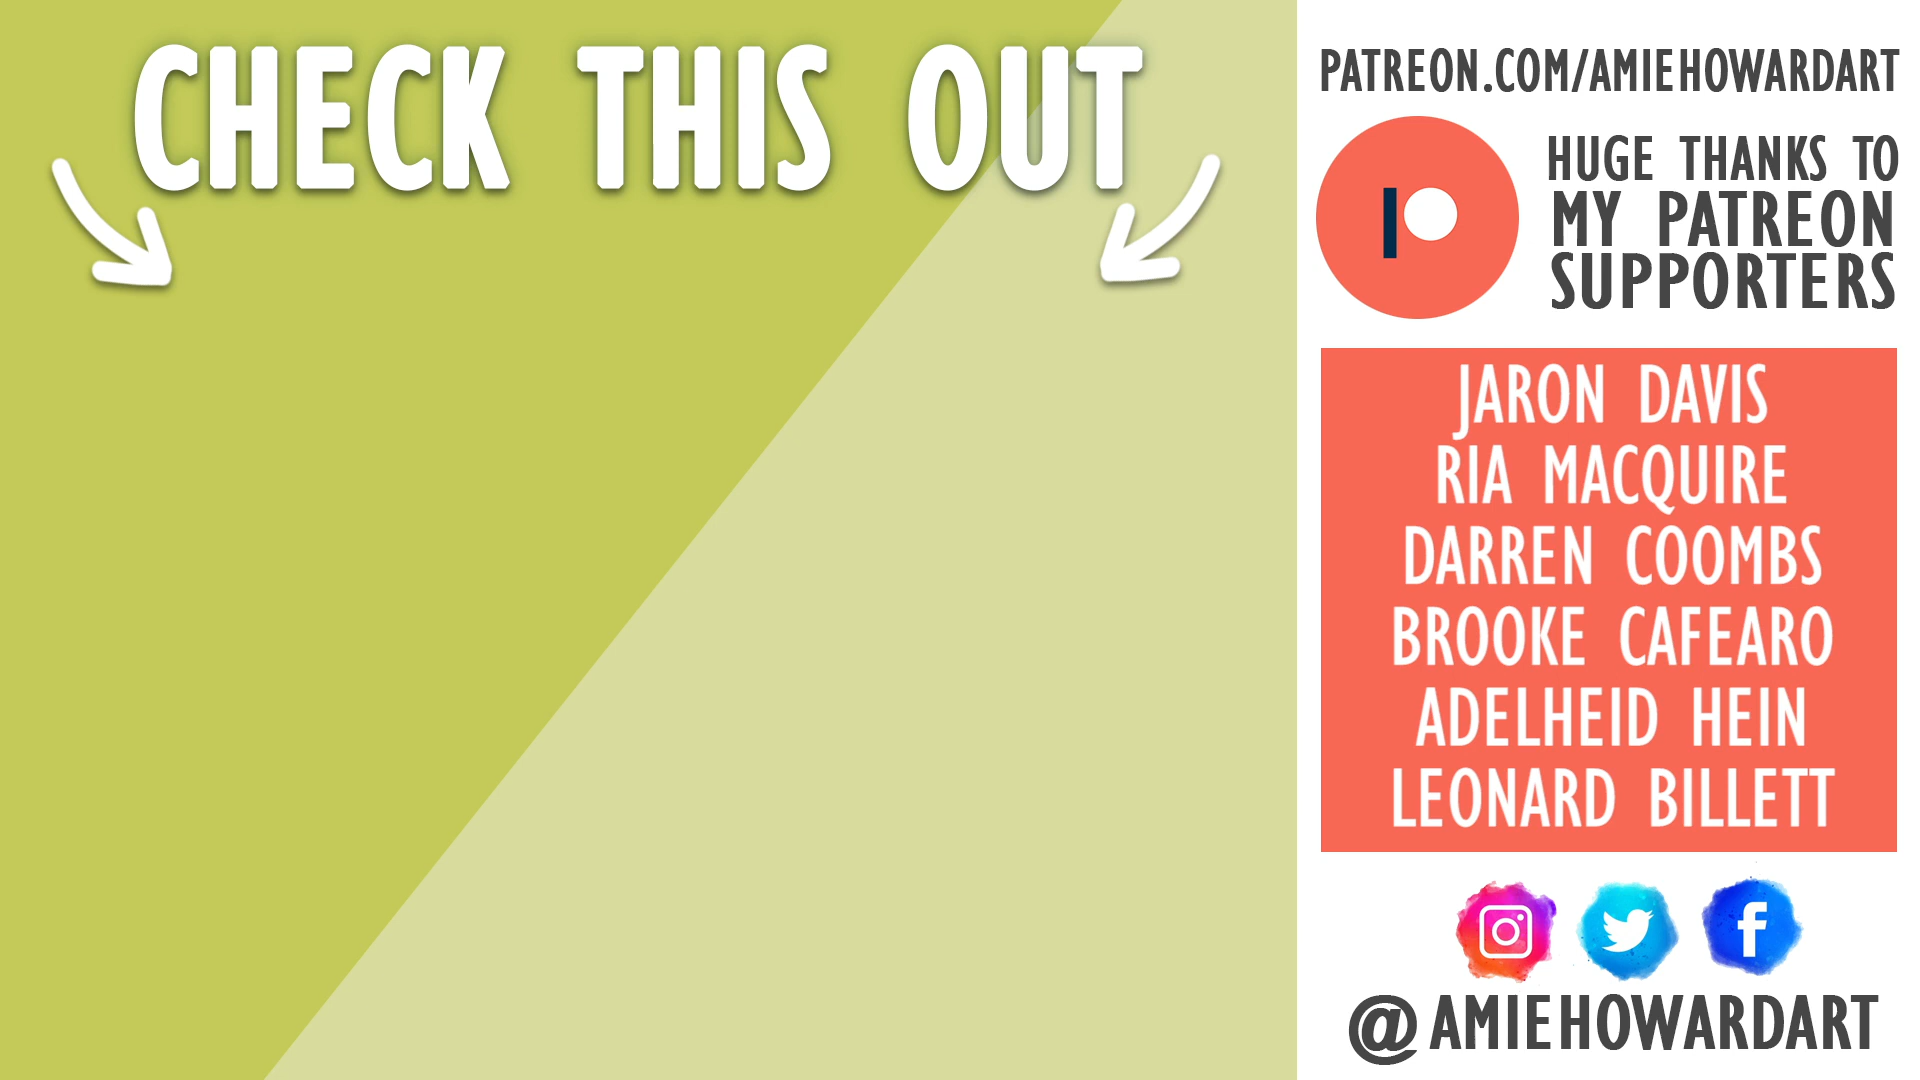 CHECK THIS OUT
PATREON.COM/AMIEHOWARDART
HUGE THANKS TO
MY PATREON
SUPPORTERS
JARON DAVIS
RIA MACQUIRE
DARREN COOMBS
BROOKE CAFEARO
ADELHEID HEIN
LEONARD BILLETT
@AMIEHOWARDART